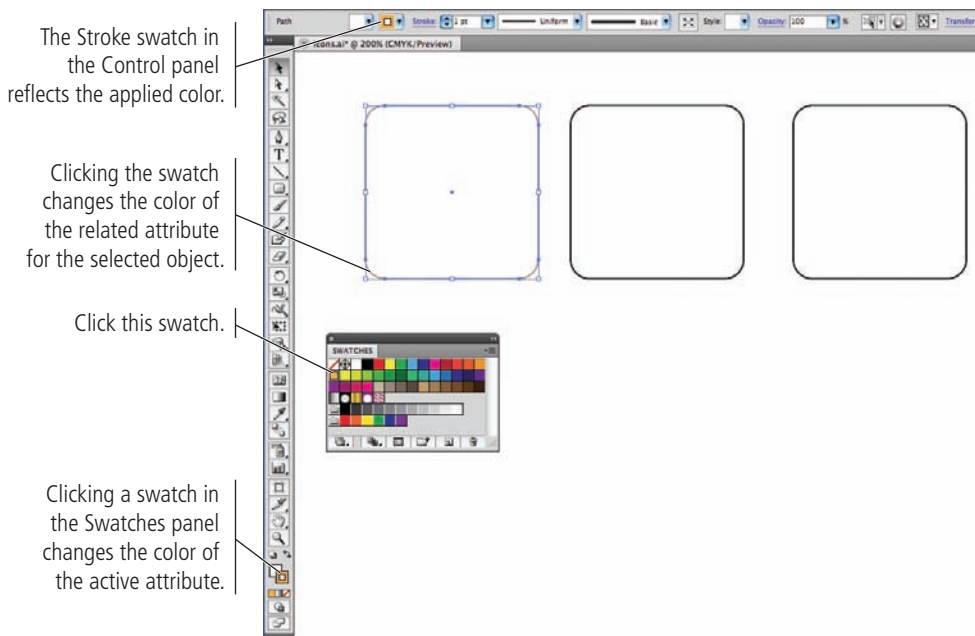 Path
Stroke:
1 pt
Uniform
Basic
Style:
Opacity:
100
%
Transform
icons.ai* @ 200% (CMYK/Preview)
The Stroke swatch in
the Control panel
reflects the applied color.
Clicking the swatch
changes the color of
the related attribute
for the selected object.
Click this swatch.
SWATCHES
Clicking a swatch in
the Swatches panel
changes the color of
the active attribute.